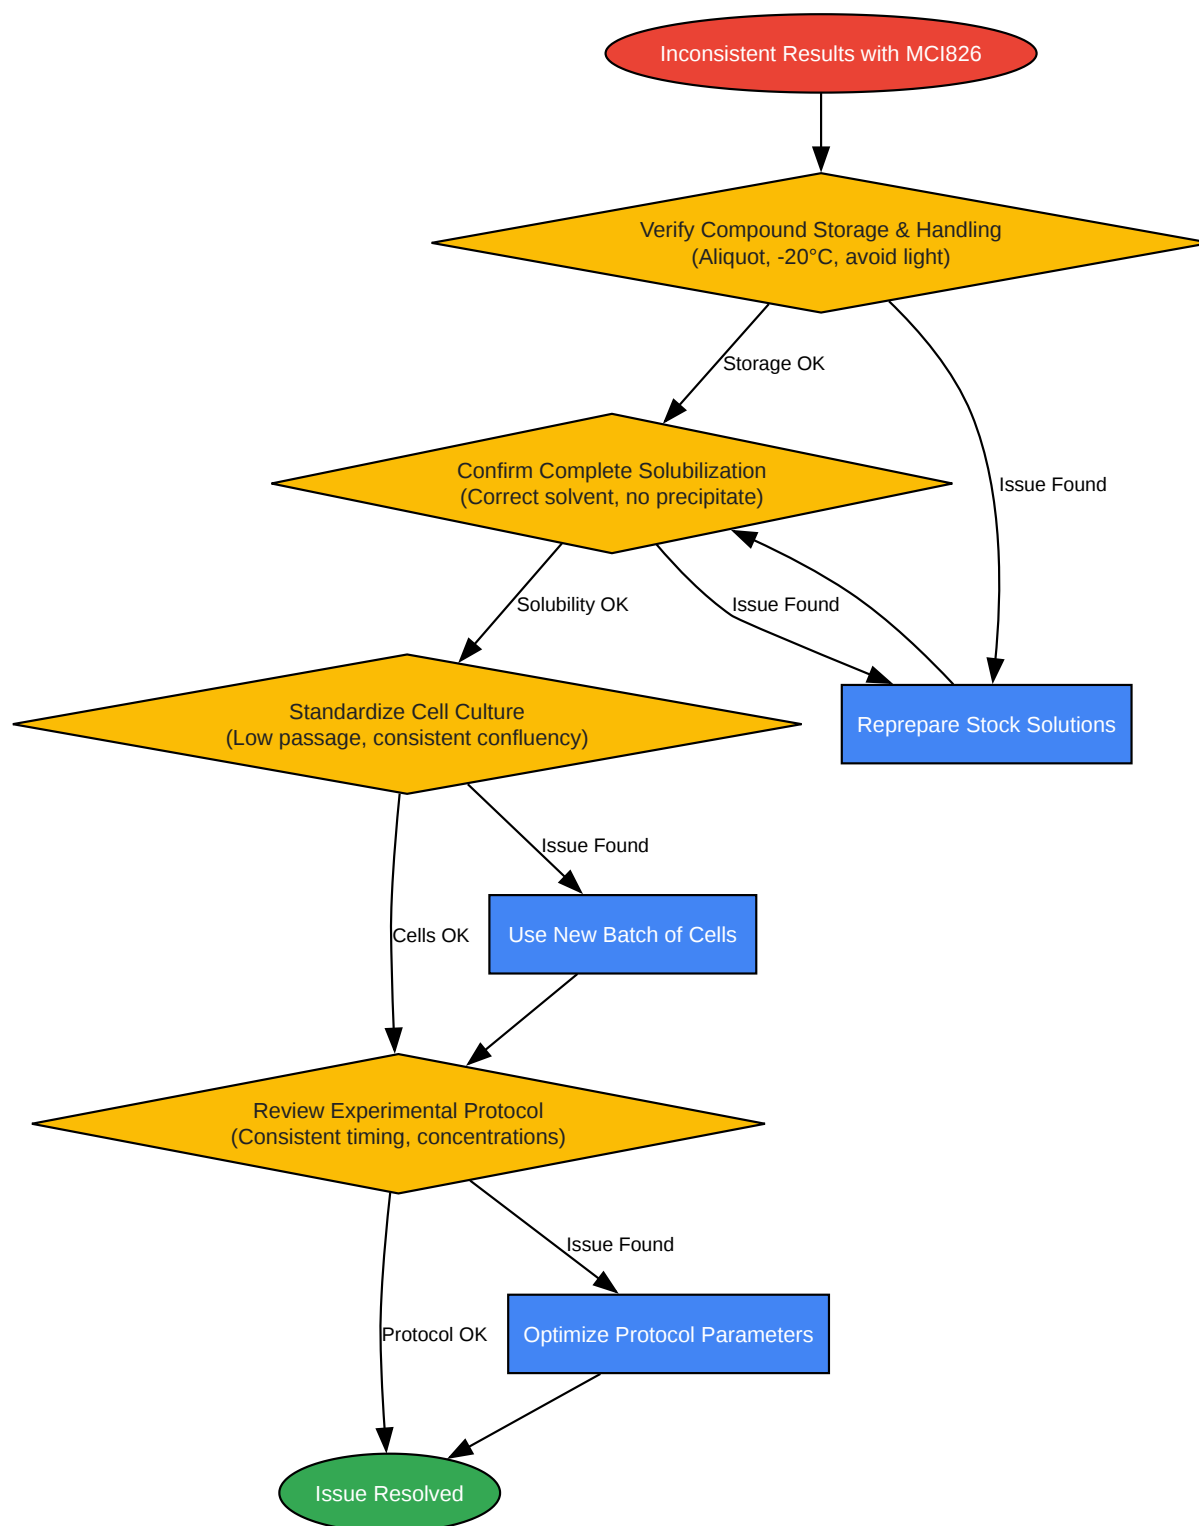 Inconsistent Results with MCI826
Verify Compound Storage & Handling
(Aliquot, -20°C, avoid light)
Storage OK
Confirm Complete Solubilization
(Correct solvent, no precipitate)
Issue Found
Solubility OK
Issue Found
Standardize Cell Culture
(Low passage, consistent confluency)
Reprepare Stock Solutions
Issue Found
Cells OK
Use New Batch of Cells
Review Experimental Protocol
(Consistent timing, concentrations)
Issue Found
Protocol OK
Optimize Protocol Parameters
Issue Resolved